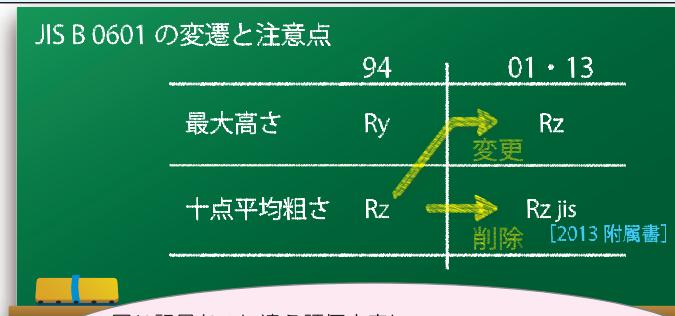 JIS B 0601 の変遷と注意点
94 01・13
最大高さ Ry Rz
変更
十点平均粗さ Rz Rz jis
削除 [2013 附属書]